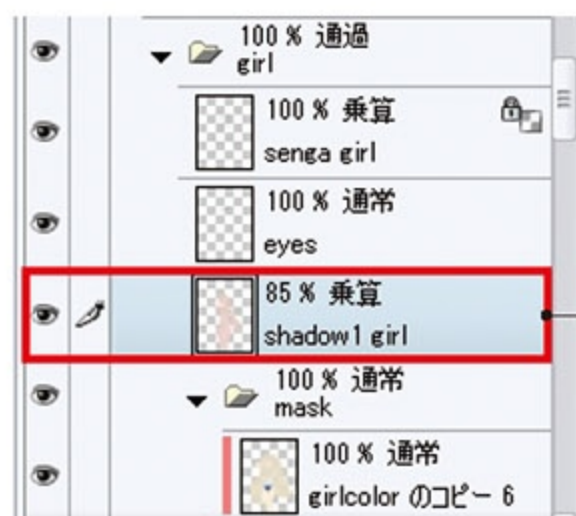 100 % 通過
girl
100 % 乗算
senga girl
100 % 通常
eyes
85 % 乗算
shadow1 girl
100 % 通常
mask
100 % 通常
girlcolor のコピー 6